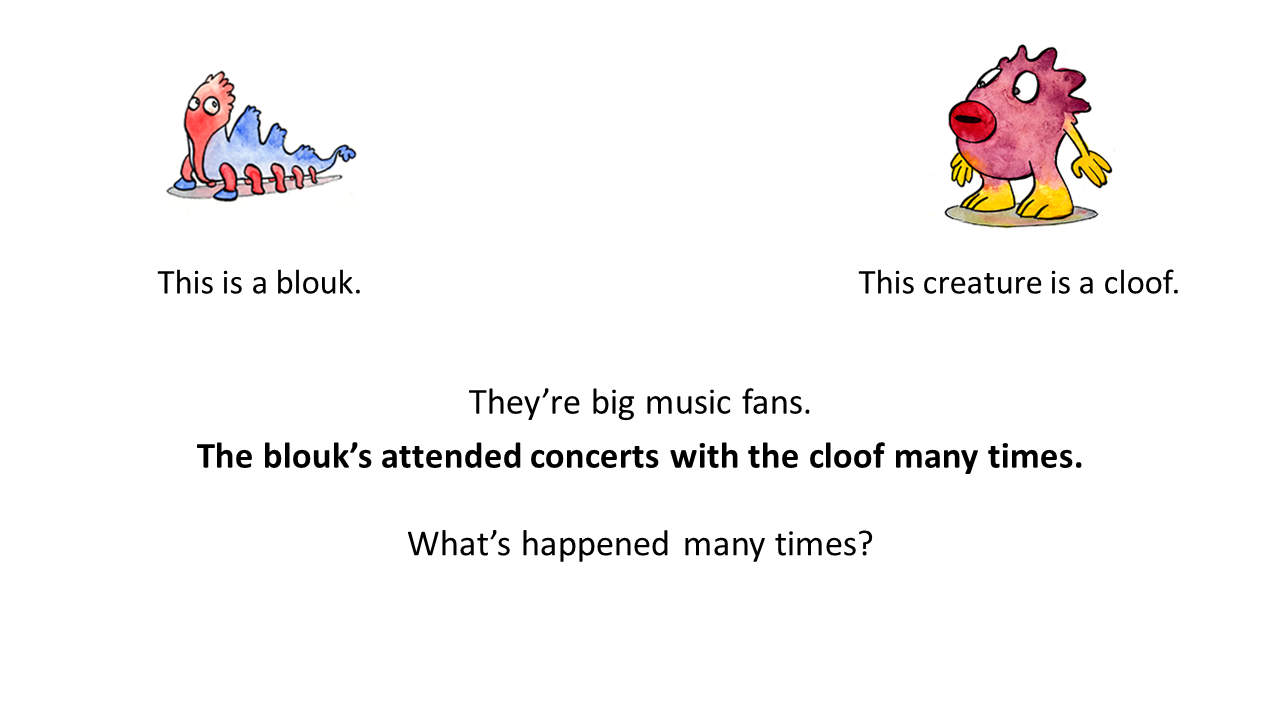 This is a blouk.
This creature is a cloof.
They’re big music fans.
The blouk’s attended concerts with the cloof many times.
What’s happened many times?